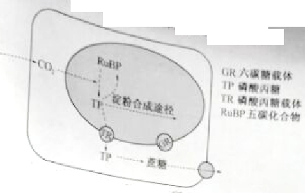 RuBP
CO₂
TP 淀粉合成途径
TR
TP 蔗糖
GR 六碳糖载体
TP 磷酸丙糖
TR 磷酸丙糖载体
RuBP 五碳化合物